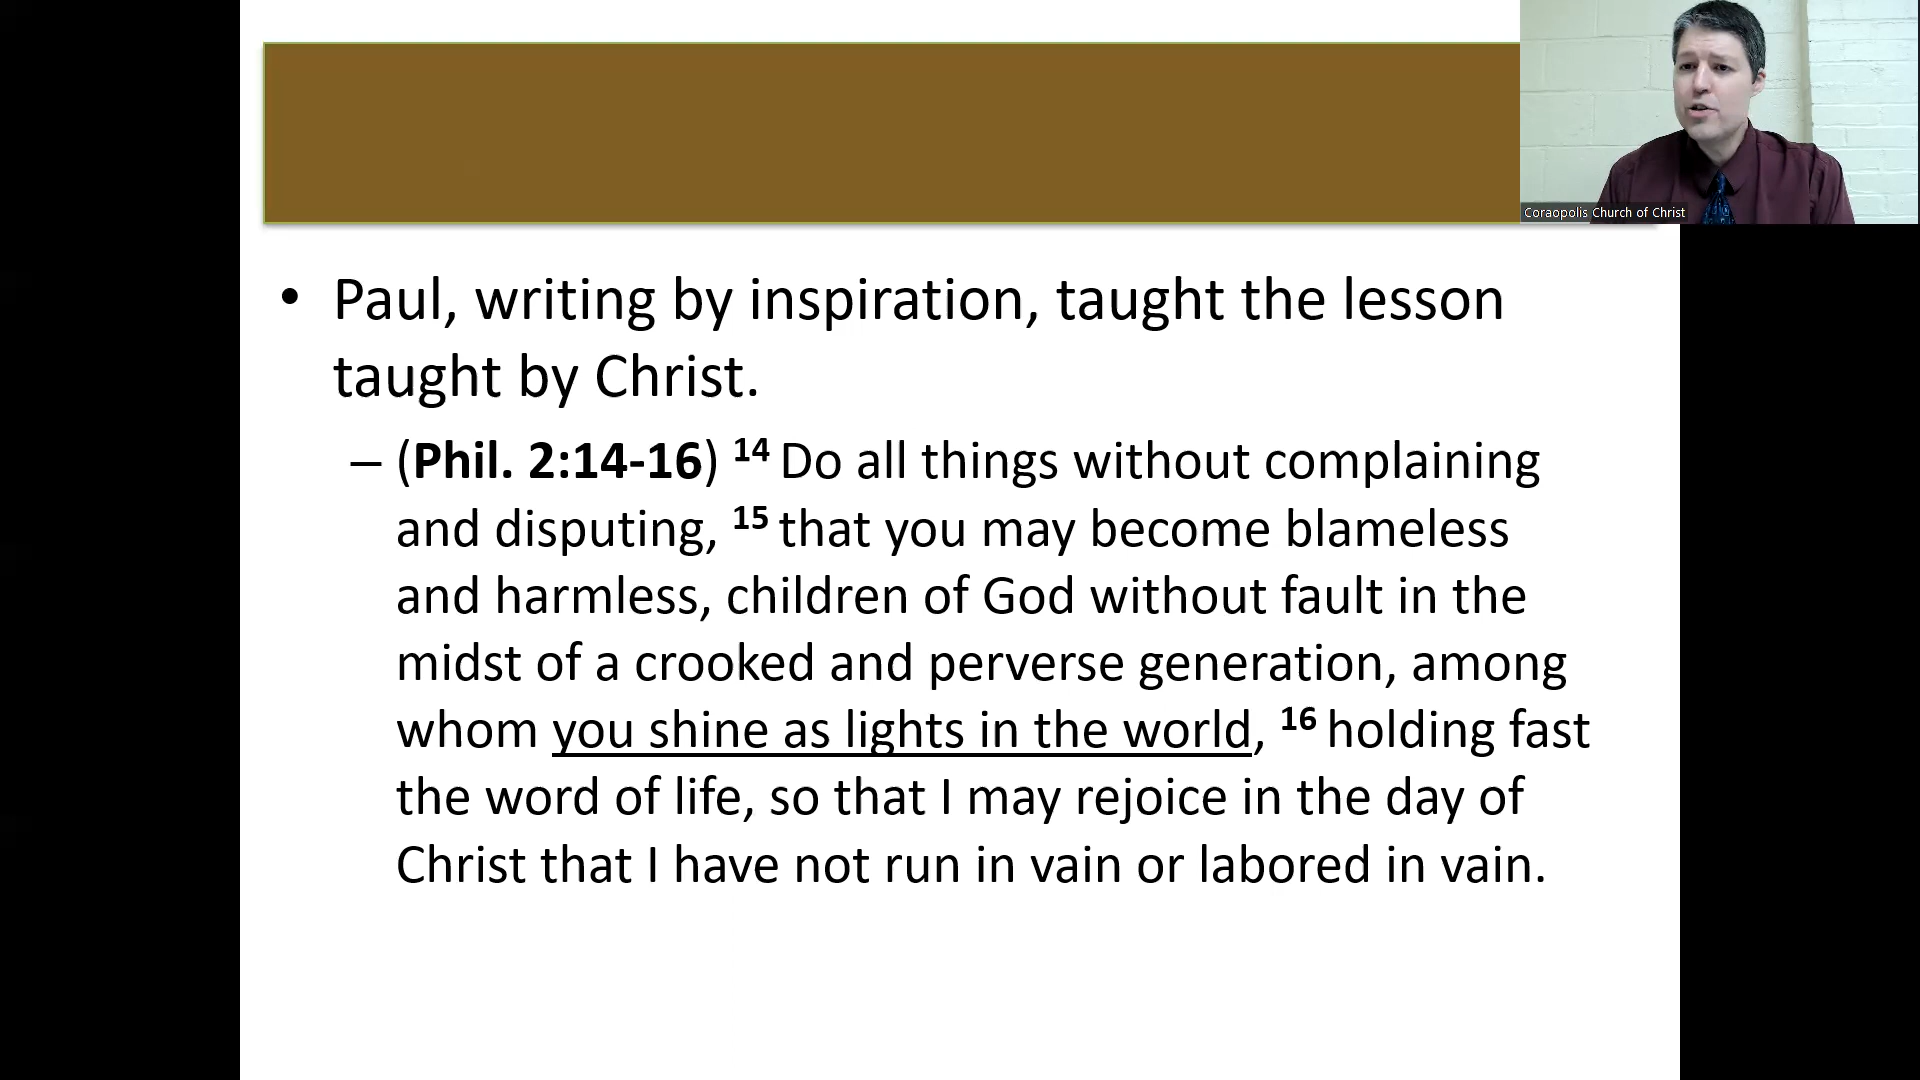 Coraopolis Church of Christ
• Paul, writing by inspiration, taught the lesson
taught by Christ.
– (Phil. 2:14-16) 14 Do all things without complaining
and disputing, 15 that you may become blameless
and harmless, children of God without fault in the
midst of a crooked and perverse generation, among
whom you shine as lights in the world, 16 holding fast
the word of life, so that I may rejoice in the day of
Christ that I have not run in vain or labored in vain.